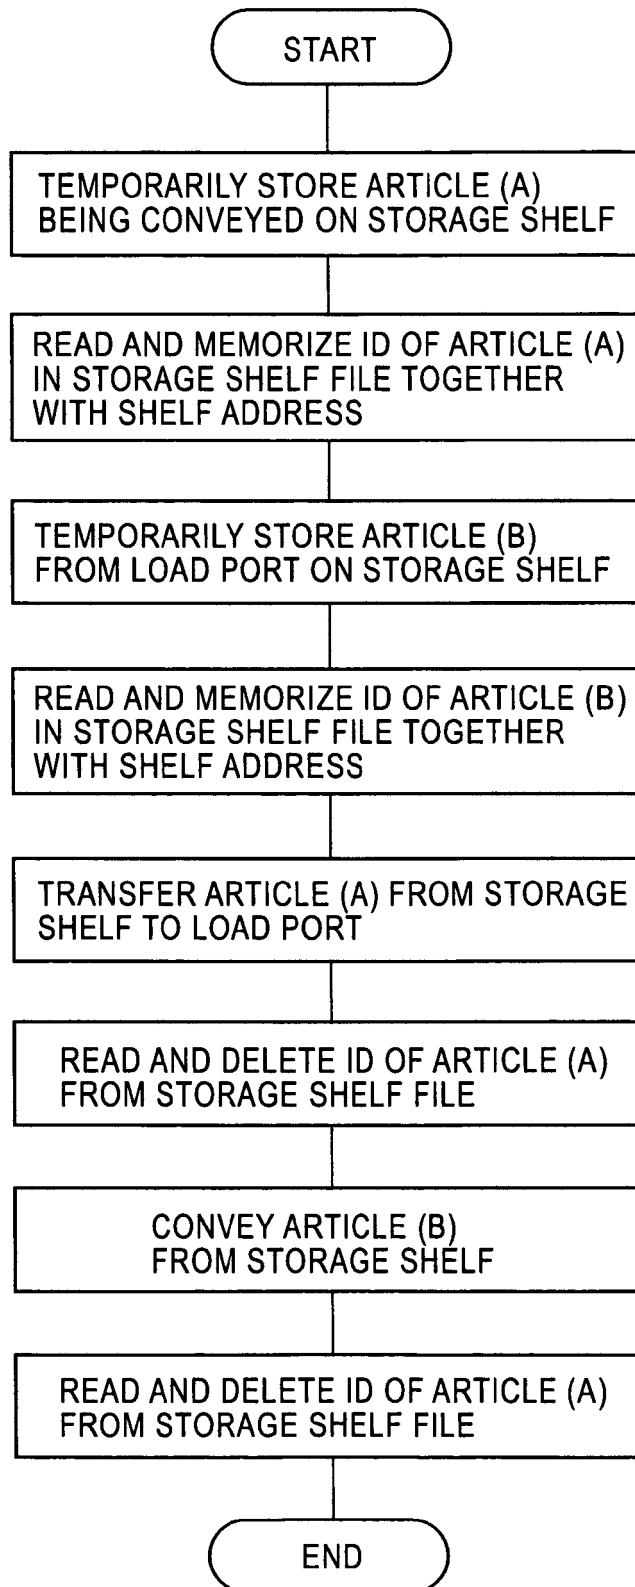 START
TEMPORARILY STORE ARTICLE (A)
BEING CONVEYED ON STORAGE SHELF
READ AND MEMORIZE ID OF ARTICLE (A)
IN STORAGE SHELF FILE TOGETHER
WITH SHELF ADDRESS
TEMPORARILY STORE ARTICLE (B)
FROM LOAD PORT ON STORAGE SHELF
READ AND MEMORIZE ID OF ARTICLE (B)
IN STORAGE SHELF FILE TOGETHER
WITH SHELF ADDRESS
TRANSFER ARTICLE (A) FROM STORAGE
SHELF TO LOAD PORT
READ AND DELETE ID OF ARTICLE (A)
FROM STORAGE SHELF FILE
CONVEY ARTICLE (B)
FROM STORAGE SHELF
READ AND DELETE ID OF ARTICLE (A)
FROM STORAGE SHELF FILE
END